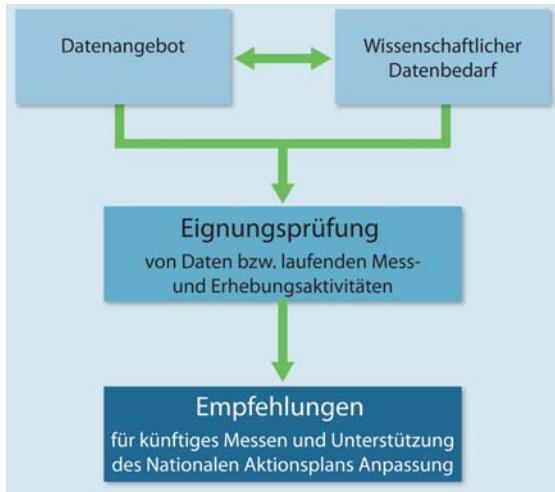 Datenangebot
Wissenschaftlicher
Datenbedarf
Eignungsprüfung
von Daten bzw. laufenden Mess-
und Erhebungsaktivitäten
Empfehlungen
für künftiges Messen und Unterstützung
des Nationalen Aktionsplans Anpassung